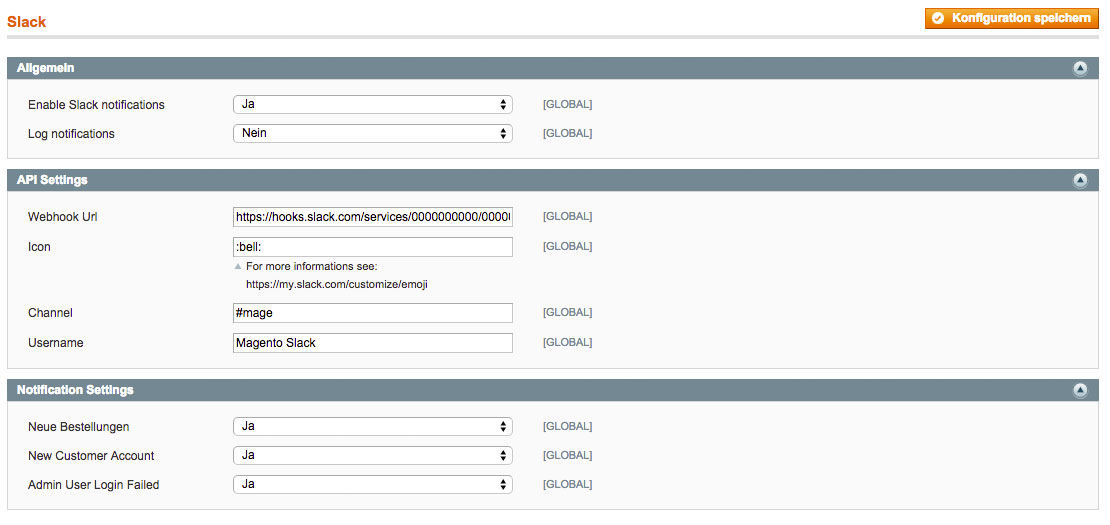 Slack
Konfiguration speichern
Allgemein
Enable Slack notifications Ja [GLOBAL]
Log notifications Nein [GLOBAL]
API Settings
Webhook Url https://hooks.slack.com/services/0000000000/0000( [GLOBAL]
Icon :bell: [GLOBAL]
For more informations see:
https://my.slack.com/customize/emoji
Channel #mage [GLOBAL]
Username Magento Slack [GLOBAL]
Notification Settings
Neue Bestellungen Ja [GLOBAL]
New Customer Account Ja [GLOBAL]
Admin User Login Failed Ja [GLOBAL]